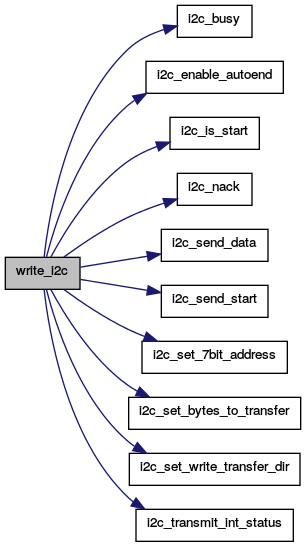 i2c_busy
i2c_enable_autoend
i2c_is_start
i2c_nack
write_i2c
i2c_send_data
i2c_send_start
i2c_set_7bit_address
i2c_set_bytes_to_transfer
i2c_set_write_transfer_dir
i2c_transmit_int_status